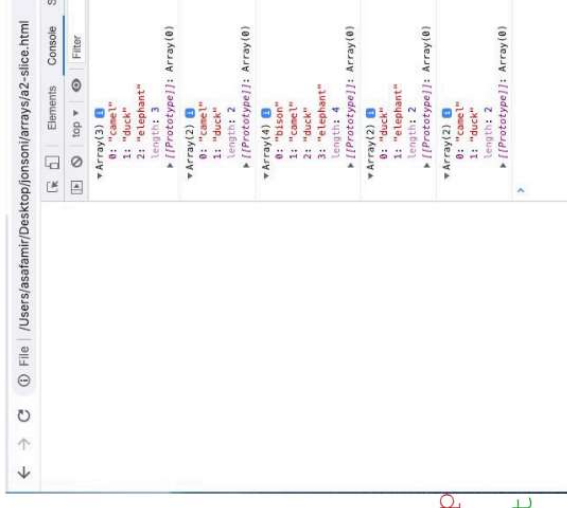 File | /Users/asafamir/Desktop/jonsoni/arrays/a2-slice.html
Elements Console S
top ▾ Filter
▾ Array(3) i
0: "camel"
1: "duck"
2: "elephant"
length: 3
▸ [[Prototype]]: Array(0)
▾ Array(2) i
0: "camel"
1: "duck"
length: 2
▸ [[Prototype]]: Array(0)
▾ Array(4) i
0: "bison"
1: "camel"
2: "duck"
3: "elephant"
length: 4
▸ [[Prototype]]: Array(0)
▾ Array(2) i
0: "duck"
1: "elephant"
length: 2
▸ [[Prototype]]: Array(0)
▾ Array(2) i
0: "camel"
1: "duck"
length: 2
▸ [[Prototype]]: Array(0)
>
p
t